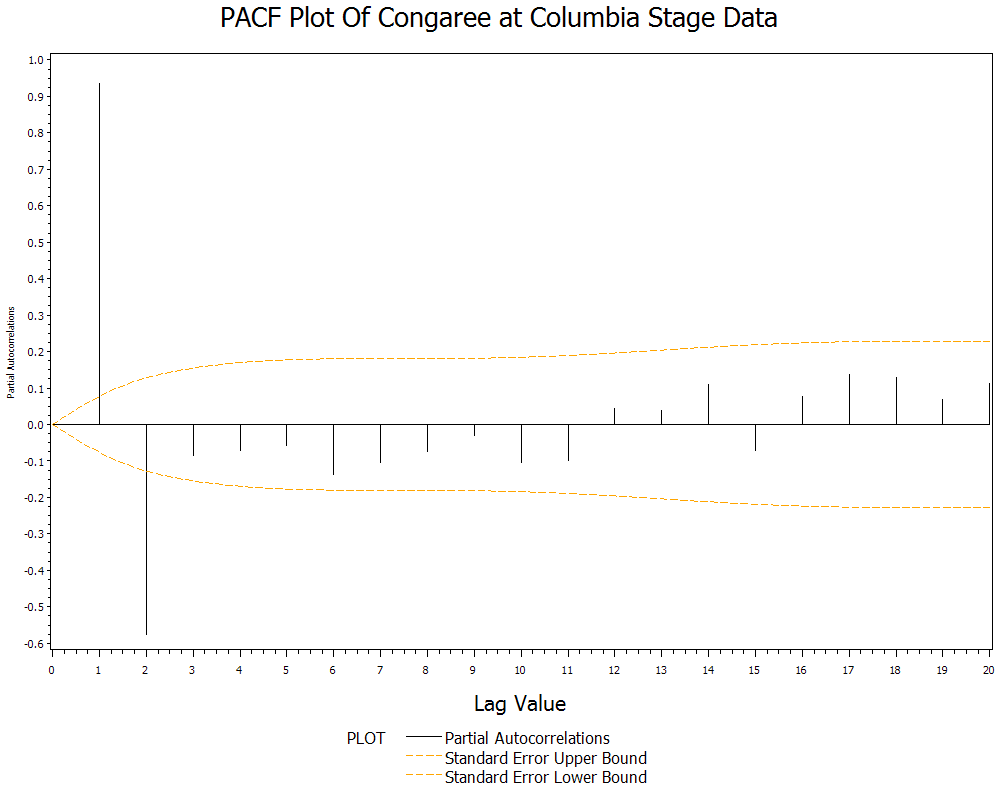 PACF Plot Of Congaree at Columbia Stage Data
Partial Autocorrelations
1.0
0.9
0.8
0.7
0.6
0.5
0.4
0.3
0.2
0.1
0.0
-0.1
-0.2
-0.3
-0.4
-0.5
-0.6
0 1 2 3 4 5 6 7 8 9 10 11 12 13 14 15 16 17 18 19 20
Lag Value
PLOT Partial Autocorrelations
Standard Error Upper Bound
Standard Error Lower Bound